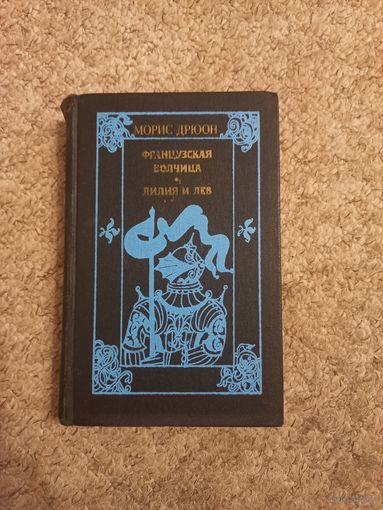 МОРИС ДРЮОН
ФРАНЦУЗСКАЯ
ВОЛЧИЦА
•
ЛИЛИЯ И ЛЕВ